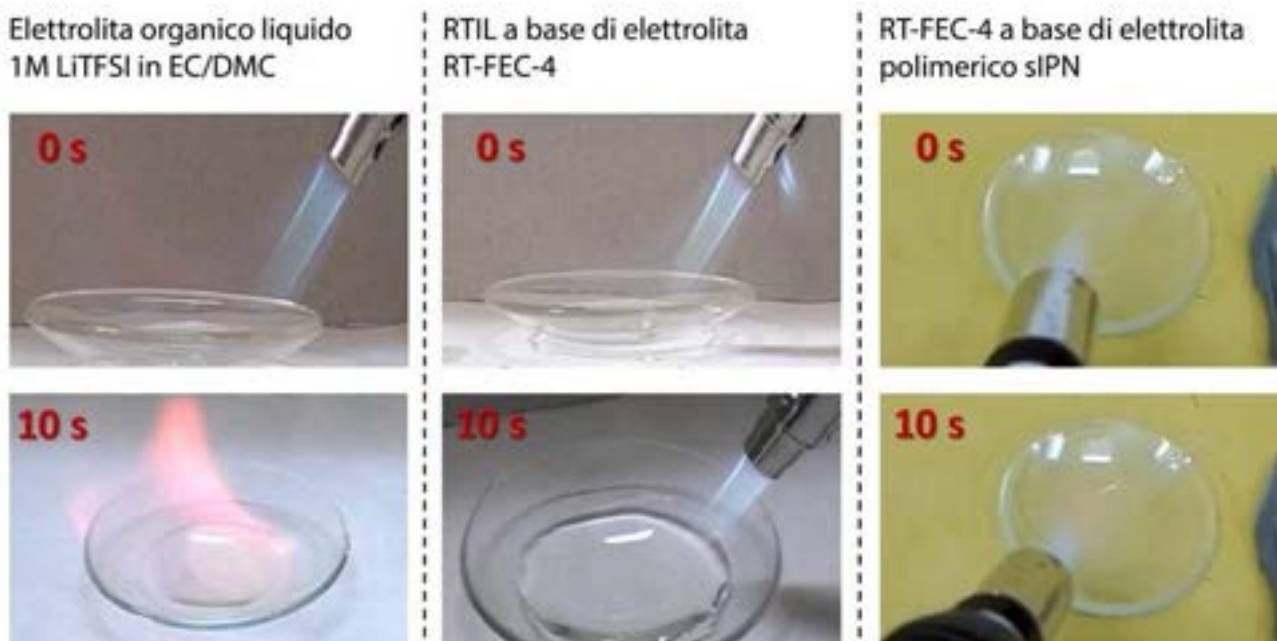 Elettrolita organico liquido
1M LiTFSI in EC/DMC
RTIL a base di elettrolita
RT-FEC-4
RT-FEC-4 a base di elettrolita
polimerico sIPN
0 s
0 s
0 s
10 s
10 s
10 s